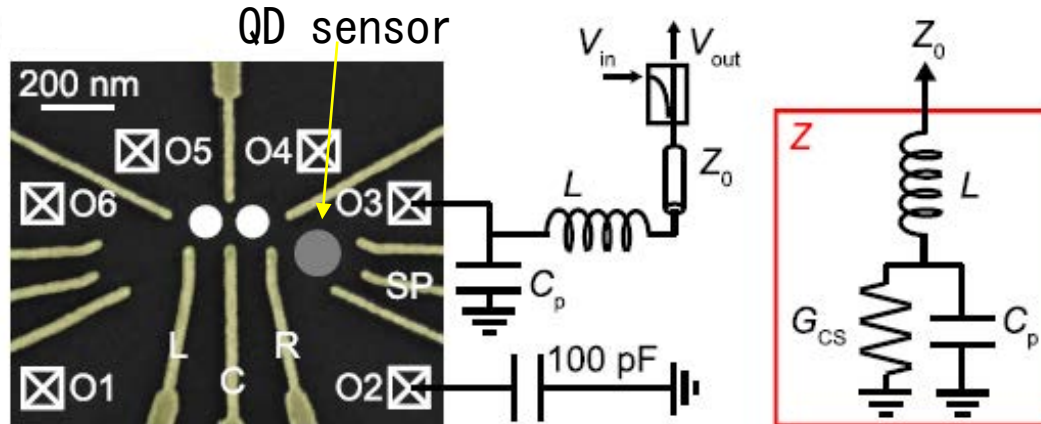 QD sensor
200 nm
O5
O4
O6
O3
SP
L
R
C
O1
O2
V_in
V_out
Z_0
L
C_p
100 pF
Z_0
Z
L
G_CS
C_p